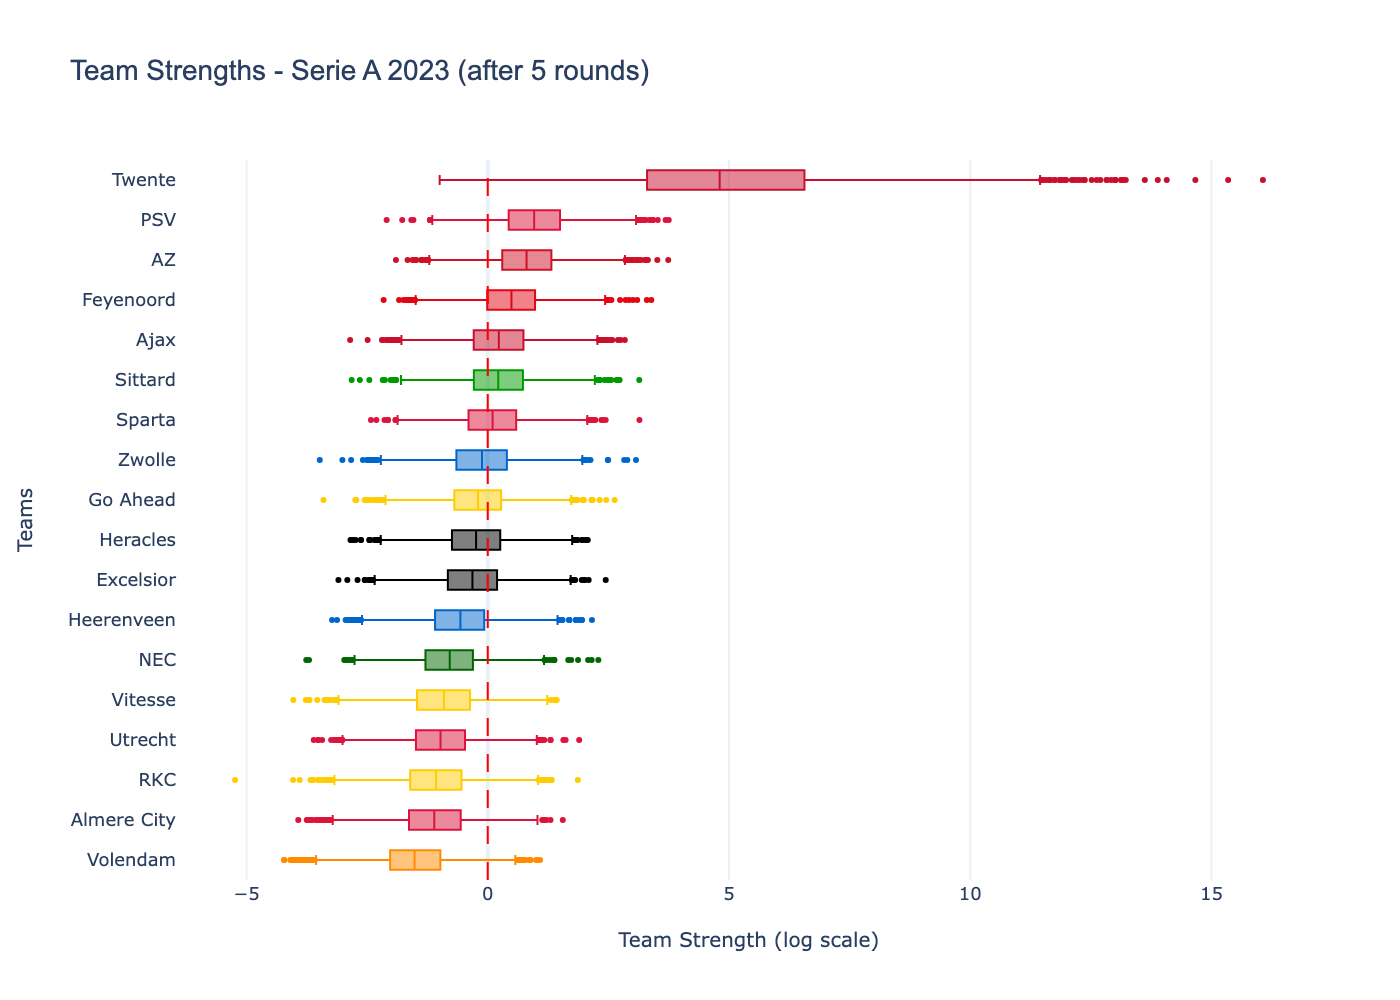 Team Strengths - Serie A 2023 (after 5 rounds)
Teams
Twente
PSV
AZ
Feyenoord
Ajax
Sittard
Sparta
Zwolle
Go Ahead
Heracles
Excelsior
Heerenveen
NEC
Vitesse
Utrecht
RKC
Almere City
Volendam
−5 0 5 10 15
Team Strength (log scale)